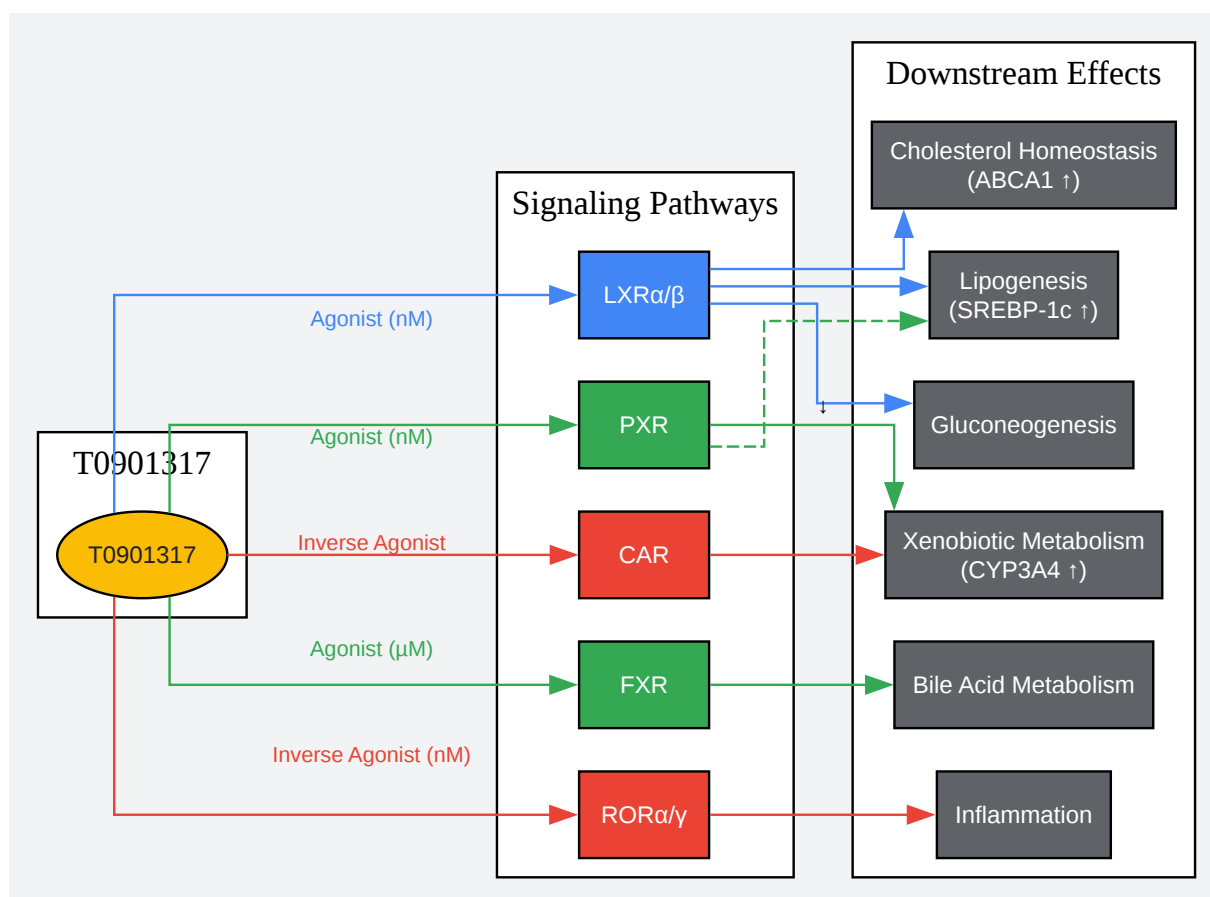 Downstream Effects
Cholesterol Homeostasis
(ABCA1 ↑)
Signaling Pathways
LXRα/β
Lipogenesis
(SREBP-1c ↑)
Agonist (nM)
↓
PXR
Gluconeogenesis
Agonist (nM)
T0901317
T0901317
Inverse Agonist
CAR
Xenobiotic Metabolism
(CYP3A4 ↑)
Agonist (µM)
FXR
Bile Acid Metabolism
Inverse Agonist (nM)
RORα/γ
Inflammation